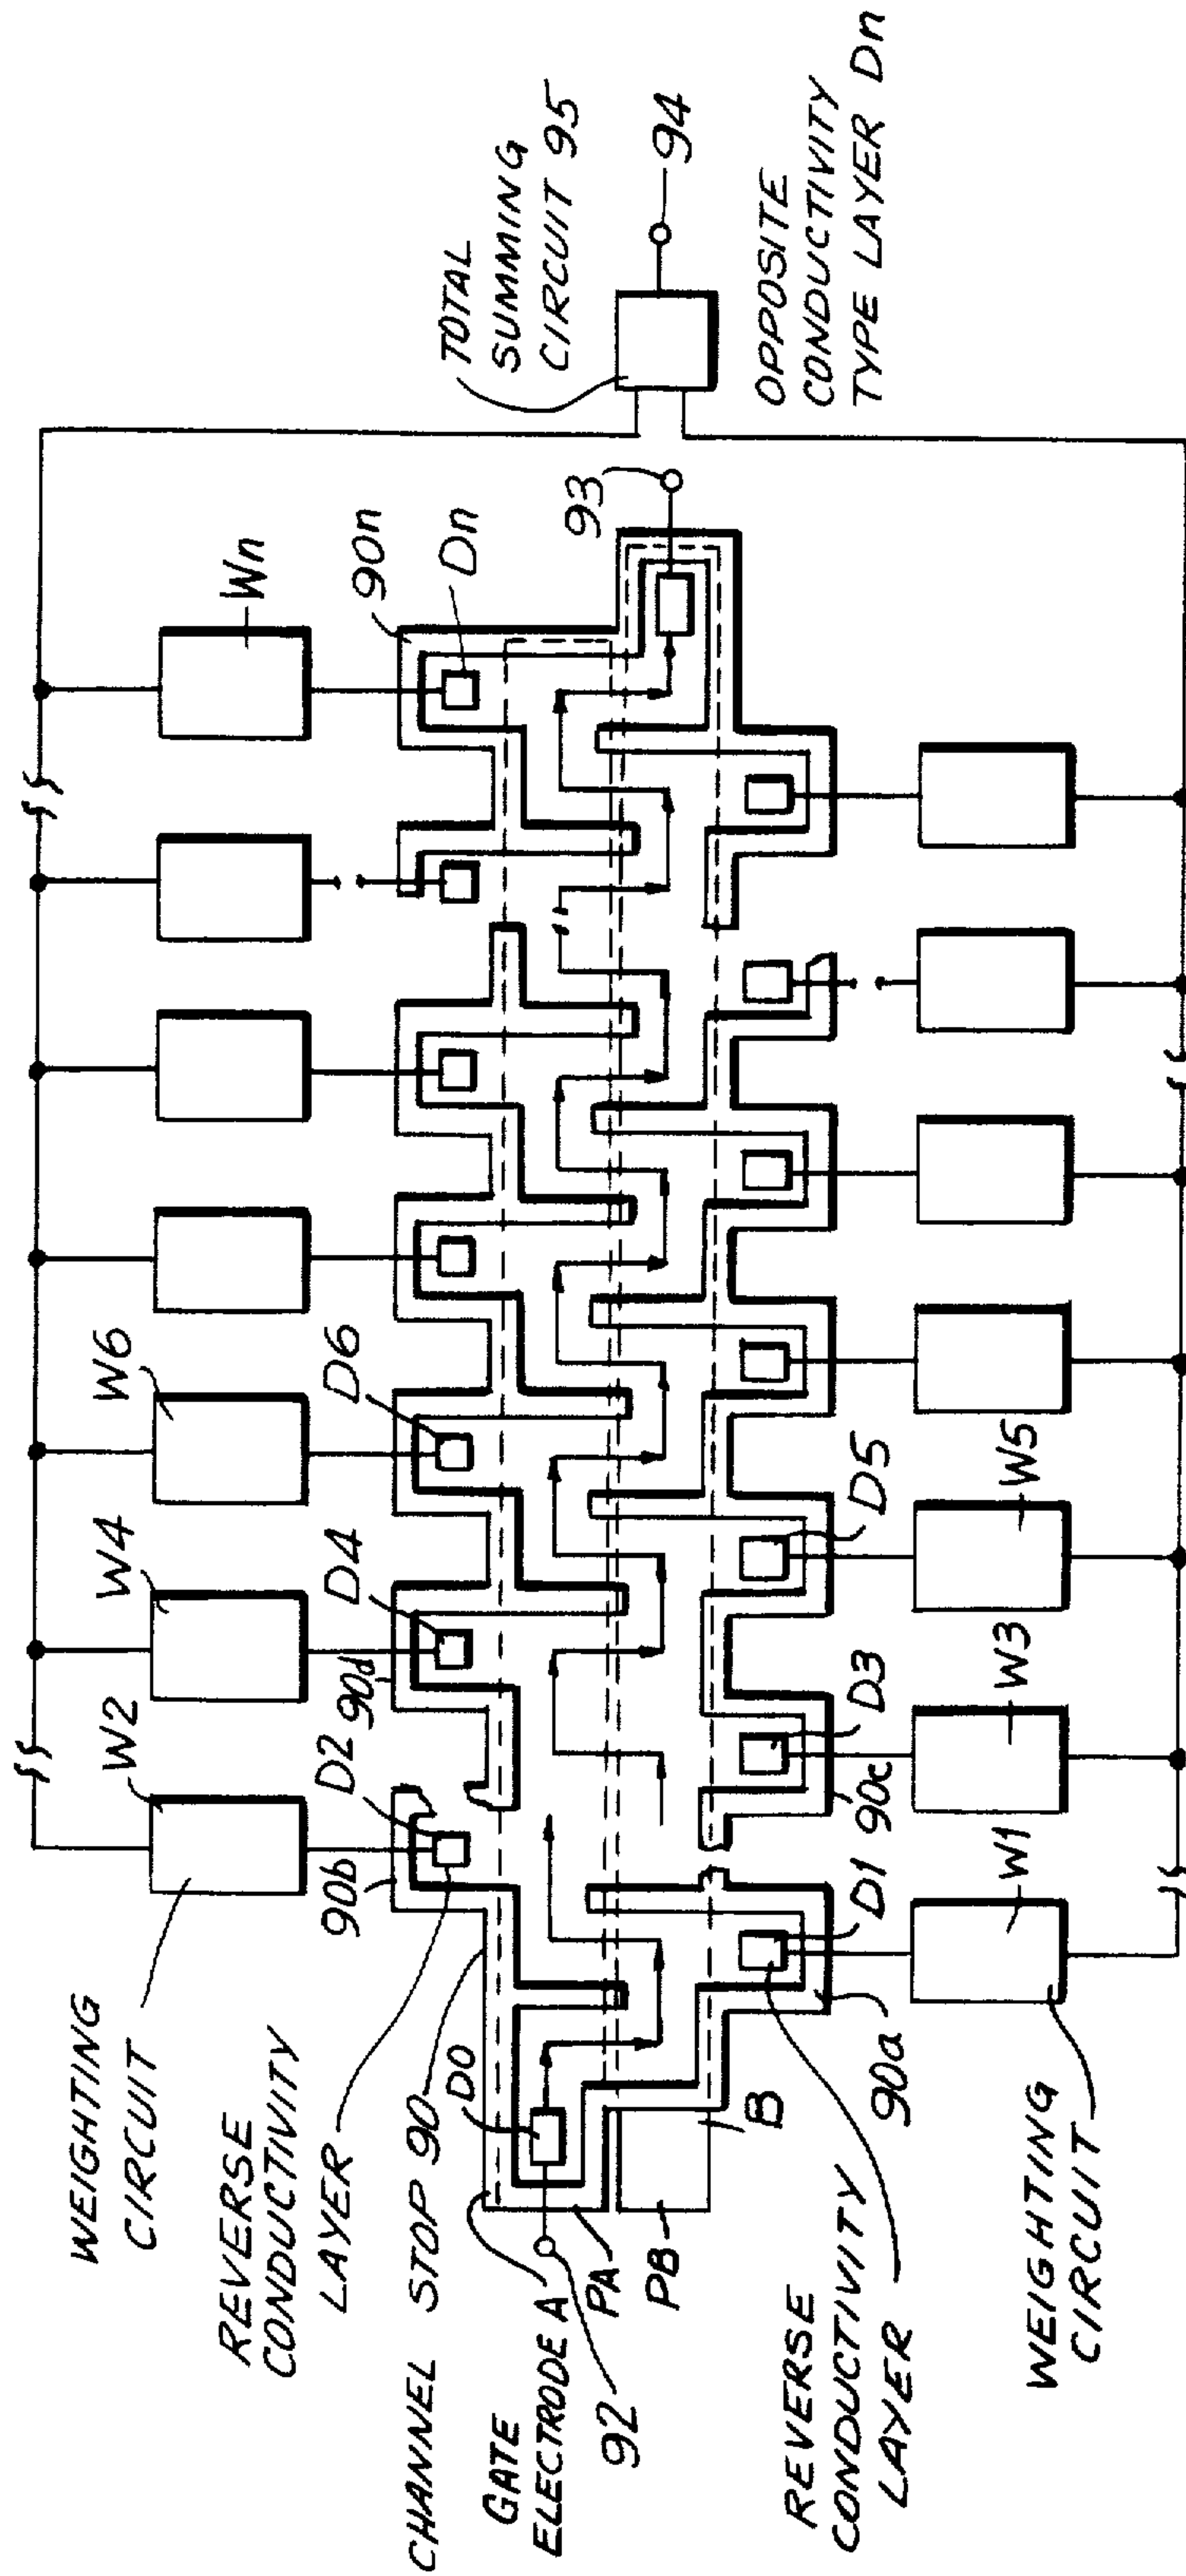 WEIGHTING
CIRCUIT
W2
W4
W6
Wn
REVERSE
CONDUCTIVITY
LAYER
D2
90b
90d
D4
D6
90n
Dn
TOTAL
SUMMING
CIRCUIT 95
94
93
CHANNEL STOP 90
D0
GATE
ELECTRODE A
92
PA
PB
B
OPPOSITE
CONDUCTIVITY
TYPE LAYER Dn
REVERSE
CONDUCTIVITY
LAYER
90a
D1
90c
D3
D5
WEIGHTING
CIRCUIT
W1
W3
W5